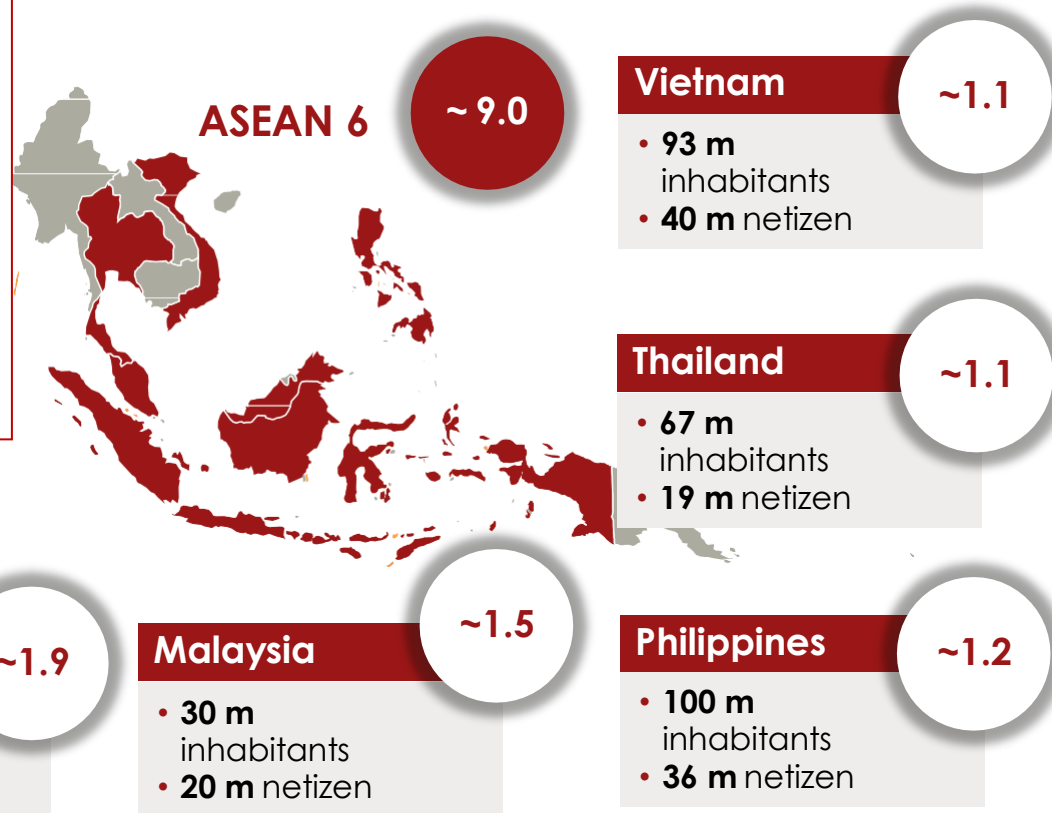 ASEAN 6
~ 9.0
Vietnam
~1.1
• 93 m
inhabitants
• 40 m netizen
Thailand
~1.1
• 67 m
inhabitants
• 19 m netizen
~1.9
Malaysia
~1.5
• 30 m
inhabitants
• 20 m netizen
Philippines
~1.2
• 100 m
inhabitants
• 36 m netizen